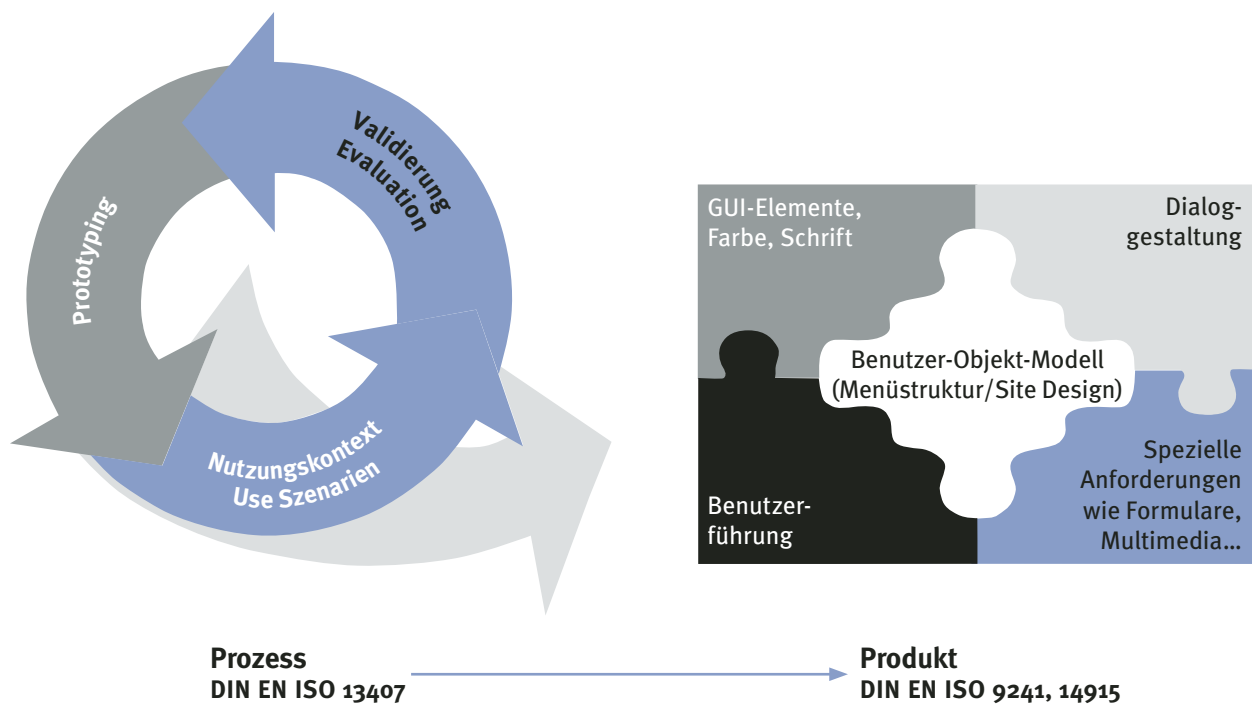 Validierung
Evaluation
Prototyping
Nutzungskontext
Use Szenarien
GUI-Elemente,
Farbe, Schrift
Dialog-
gestaltung
Benutzer-Objekt-Modell
(Menüstruktur/Site Design)
Benutzer-
führung
Spezielle
Anforderungen
wie Formulare,
Multimedia...
Prozess
DIN EN ISO 13407
Produkt
DIN EN ISO 9241, 14915